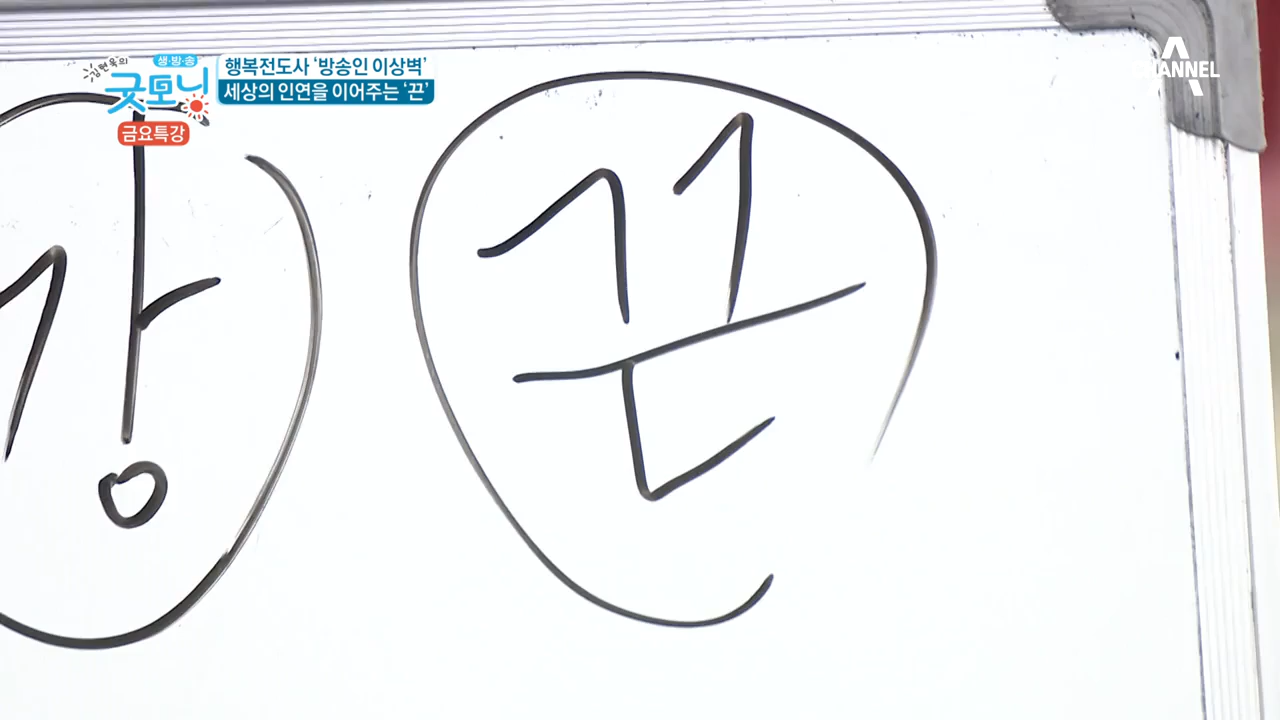 김현욱의
생·방·송
굿모닝
금요특강
행복전도사 ‘방송인 이상벽’
세상의 인연을 이어주는 ‘끈’
CHANNEL A
강 끈